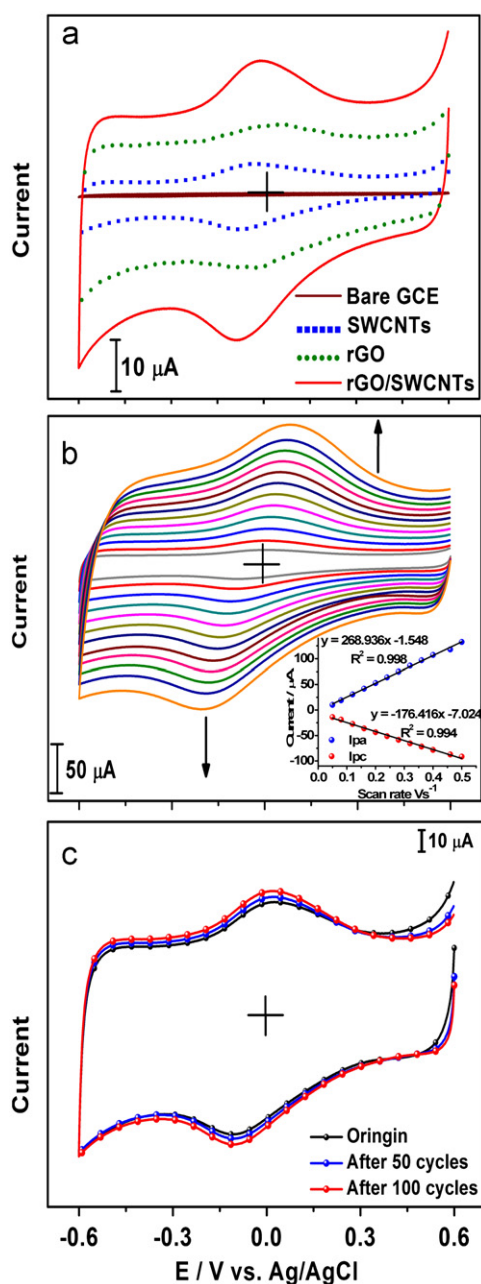 a
Current
Bare GCE
SWCNTs
rGO
rGO/SWCNTs
10 µA
b
Current
50 µA
y = 268.936x -1.548
R² = 0.998
y = -176.416x -7.024
R² = 0.994
Current / µA
100
50
0
-50
-100
Ipa
Ipc
0.0 0.1 0.2 0.3 0.4 0.5
Scan rate Vs⁻¹
c
10 µA
Current
Oringin
After 50 cycles
After 100 cycles
-0.6 -0.3 0.0 0.3 0.6
E / V vs. Ag/AgCl